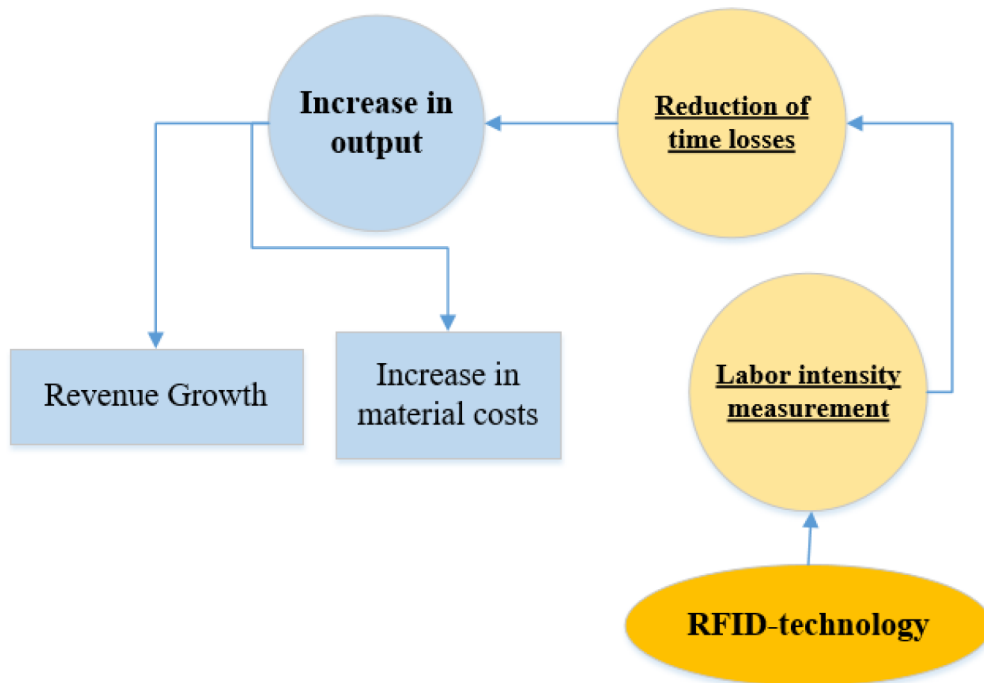 Increase in
output
Reduction of
time losses
Revenue Growth
Increase in
material costs
Labor intensity
measurement
RFID-technology